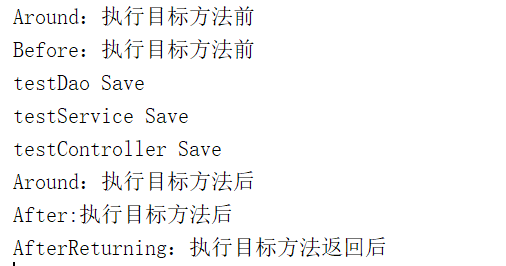 Around：执行目标方法前
Before：执行目标方法前
testDao Save
testService Save
testController Save
Around：执行目标方法后
After:执行目标方法后
AfterReturning：执行目标方法返回后